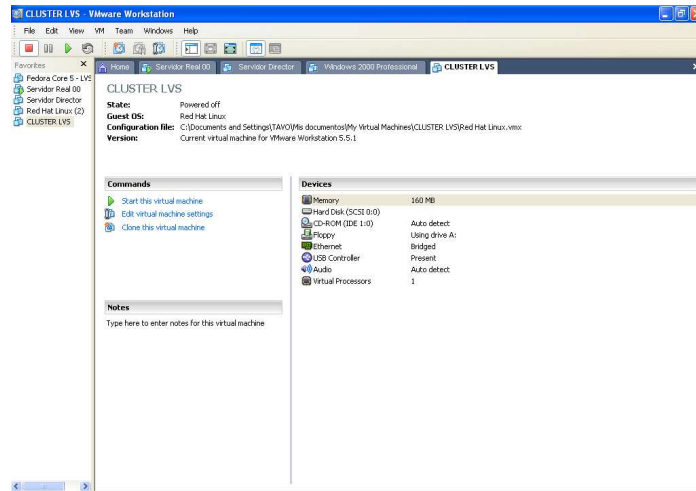 CLUSTER LVS - VMware Workstation
File Edit View VM Team Windows Help
Favorites
Fedora Core 5 - LVS
Servidor Real 00
Servidor Director
Red Hat Linux (2)
CLUSTER LVS
Home Servidor Real 00 Servidor Director Windows 2000 Professional CLUSTER LVS
CLUSTER LVS
State: Powered off
Guest OS: Red Hat Linux
Configuration file: C:\Documents and Settings\TAVO\Mis documentos\My Virtual Machines\CLUSTER LVS\Red Hat Linux.vmx
Version: Current virtual machine for VMware Workstation 5.5.1
Commands
Start this virtual machine
Edit virtual machine settings
Clone this virtual machine
Notes
Type here to enter notes for this virtual machine
Devices
Memory 160 MB
Hard Disk (SCSI 0:0)
CD-ROM (IDE 1:0) Auto detect
Floppy Using drive A:
Ethernet Bridged
USB Controller Present
Audio Auto detect
Virtual Processors 1